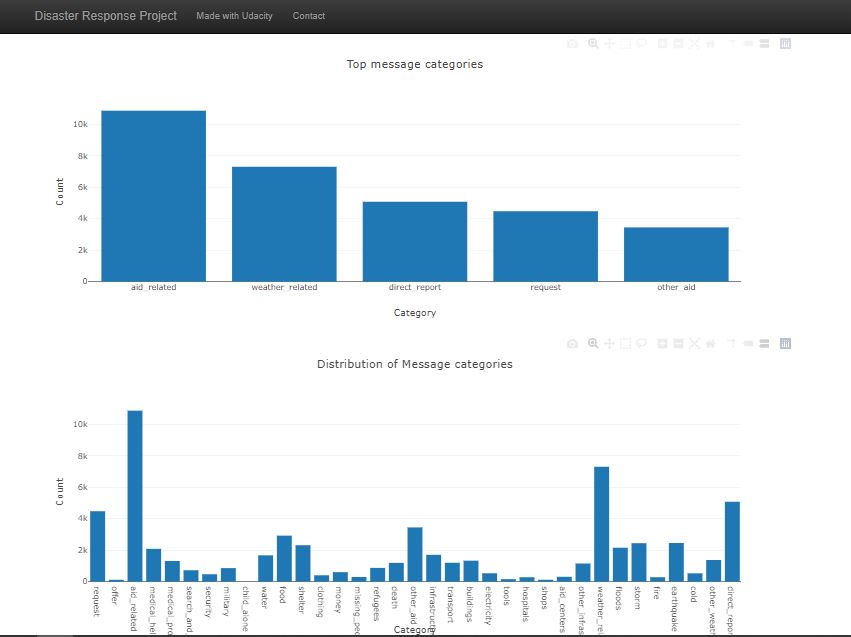 Disaster Response Project Made with Udacity Contact
Top message categories
10k
8k
6k
4k
2k
0
Count
aid_related weather_related direct_report request other_aid
Category
Distribution of Message categories
10k
8k
6k
4k
2k
0
Count
request
offer
aid_related
medical_hel
medical_pro
search_and_
security
military
child_alone
water
food
shelter
clothing
money
missing_peo
refugees
death
other_aid
infrastructu
transport
buildings
electricity
tools
hospitals
shops
aid_centers
other_infras
weather_rel
floods
storm
fire
earthquake
cold
other_weath
direct_repor
Category